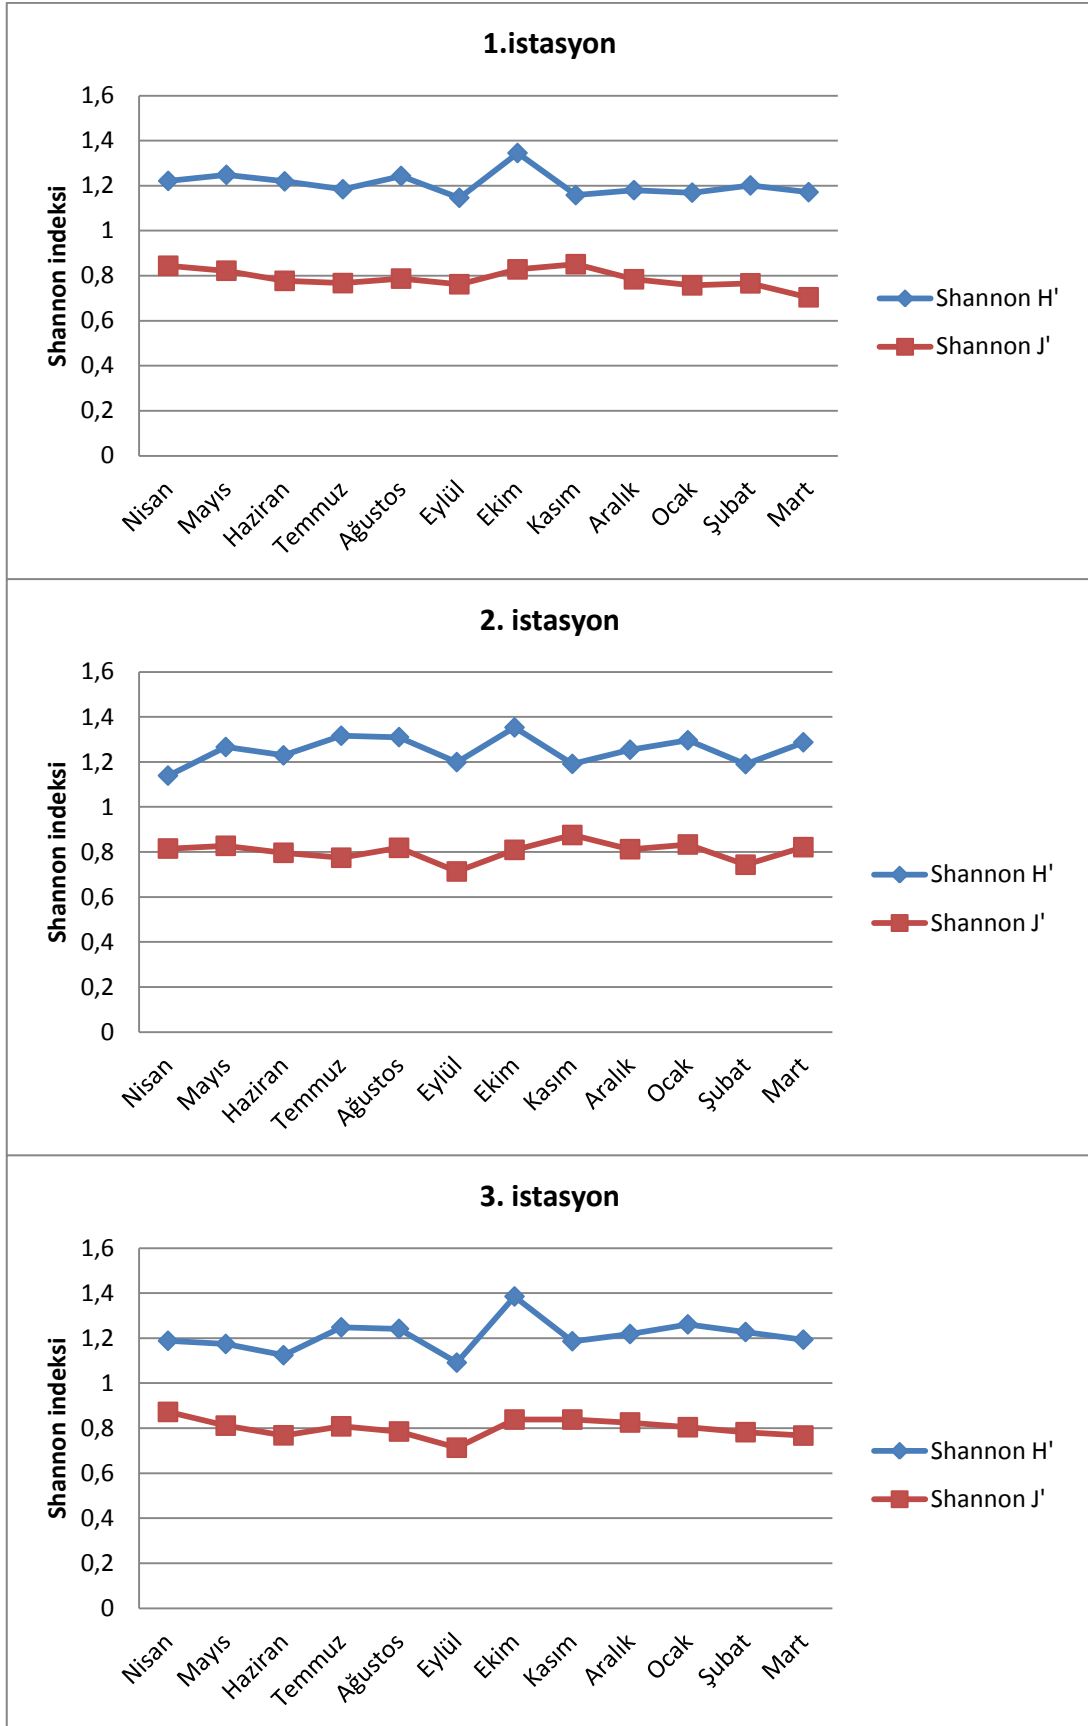 1.istasyon
Shannon indeksi
1,6
1,4
1,2
1
0,8
0,6
0,4
0,2
0
Nisan
Mayıs
Haziran
Temmuz
Ağustos
Eylül
Ekim
Kasım
Aralık
Ocak
Şubat
Mart
Shannon H'
Shannon J'
2. istasyon
Shannon indeksi
1,6
1,4
1,2
1
0,8
0,6
0,4
0,2
0
Nisan
Mayıs
Haziran
Temmuz
Ağustos
Eylül
Ekim
Kasım
Aralık
Ocak
Şubat
Mart
Shannon H'
Shannon J'
3. istasyon
Shannon indeksi
1,6
1,4
1,2
1
0,8
0,6
0,4
0,2
0
Nisan
Mayıs
Haziran
Temmuz
Ağustos
Eylül
Ekim
Kasım
Aralık
Ocak
Şubat
Mart
Shannon H'
Shannon J'